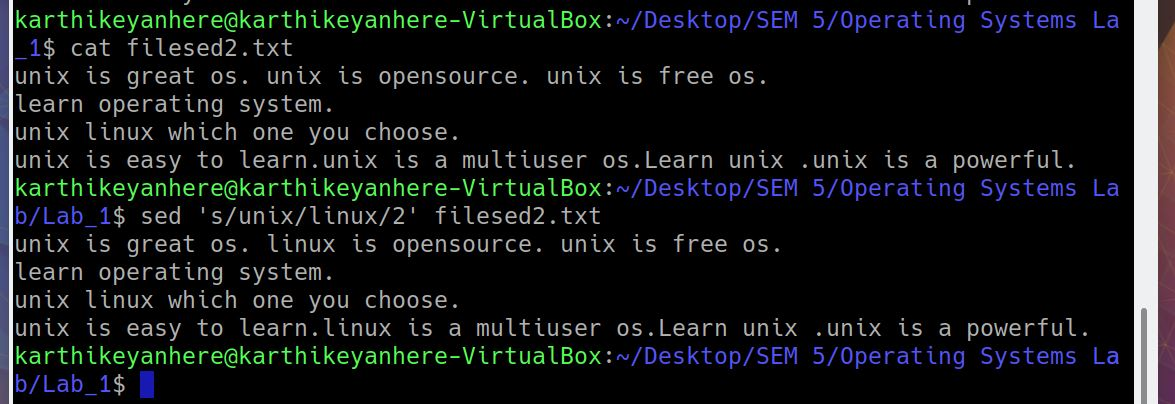 karthikeyanhere@karthikeyanhere-VirtualBox:~/Desktop/SEM 5/Operating Systems La
_1$ cat filesed2.txt
unix is great os. unix is opensource. unix is free os.
learn operating system.
unix linux which one you choose.
unix is easy to learn.unix is a multiuser os.Learn unix .unix is a powerful.
karthikeyanhere@karthikeyanhere-VirtualBox:~/Desktop/SEM 5/Operating Systems La
b/Lab_1$ sed 's/unix/linux/2' filesed2.txt
unix is great os. linux is opensource. unix is free os.
learn operating system.
unix linux which one you choose.
unix is easy to learn.linux is a multiuser os.Learn unix .unix is a powerful.
karthikeyanhere@karthikeyanhere-VirtualBox:~/Desktop/SEM 5/Operating Systems La
b/Lab_1$